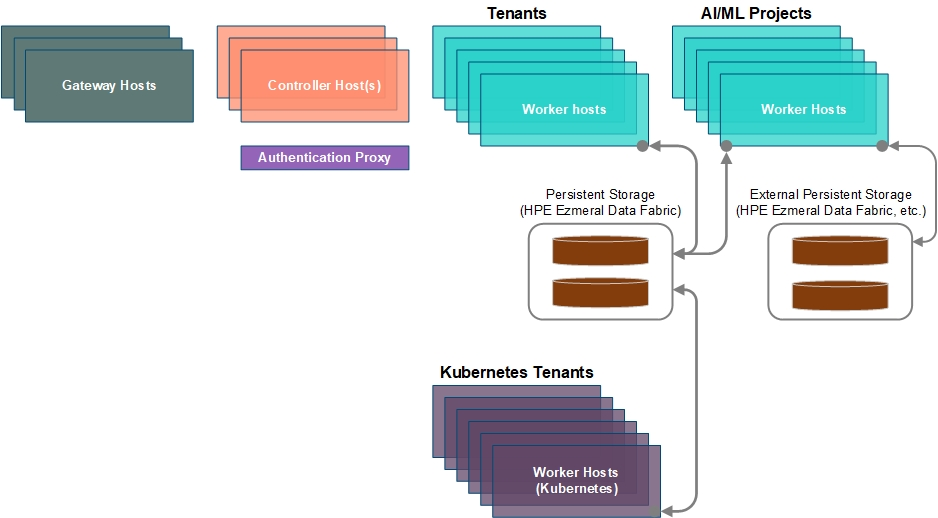 Tenants
AI/ML Projects
Gateway Hosts
Controller Host(s)
Worker hosts
Worker Hosts
Authentication Proxy
Persistent Storage
(HPE Ezmeral Data Fabric)
External Persistent Storage
(HPE Ezmeral Data Fabric, etc.)
Kubernetes Tenants
Worker Hosts
(Kubernetes)